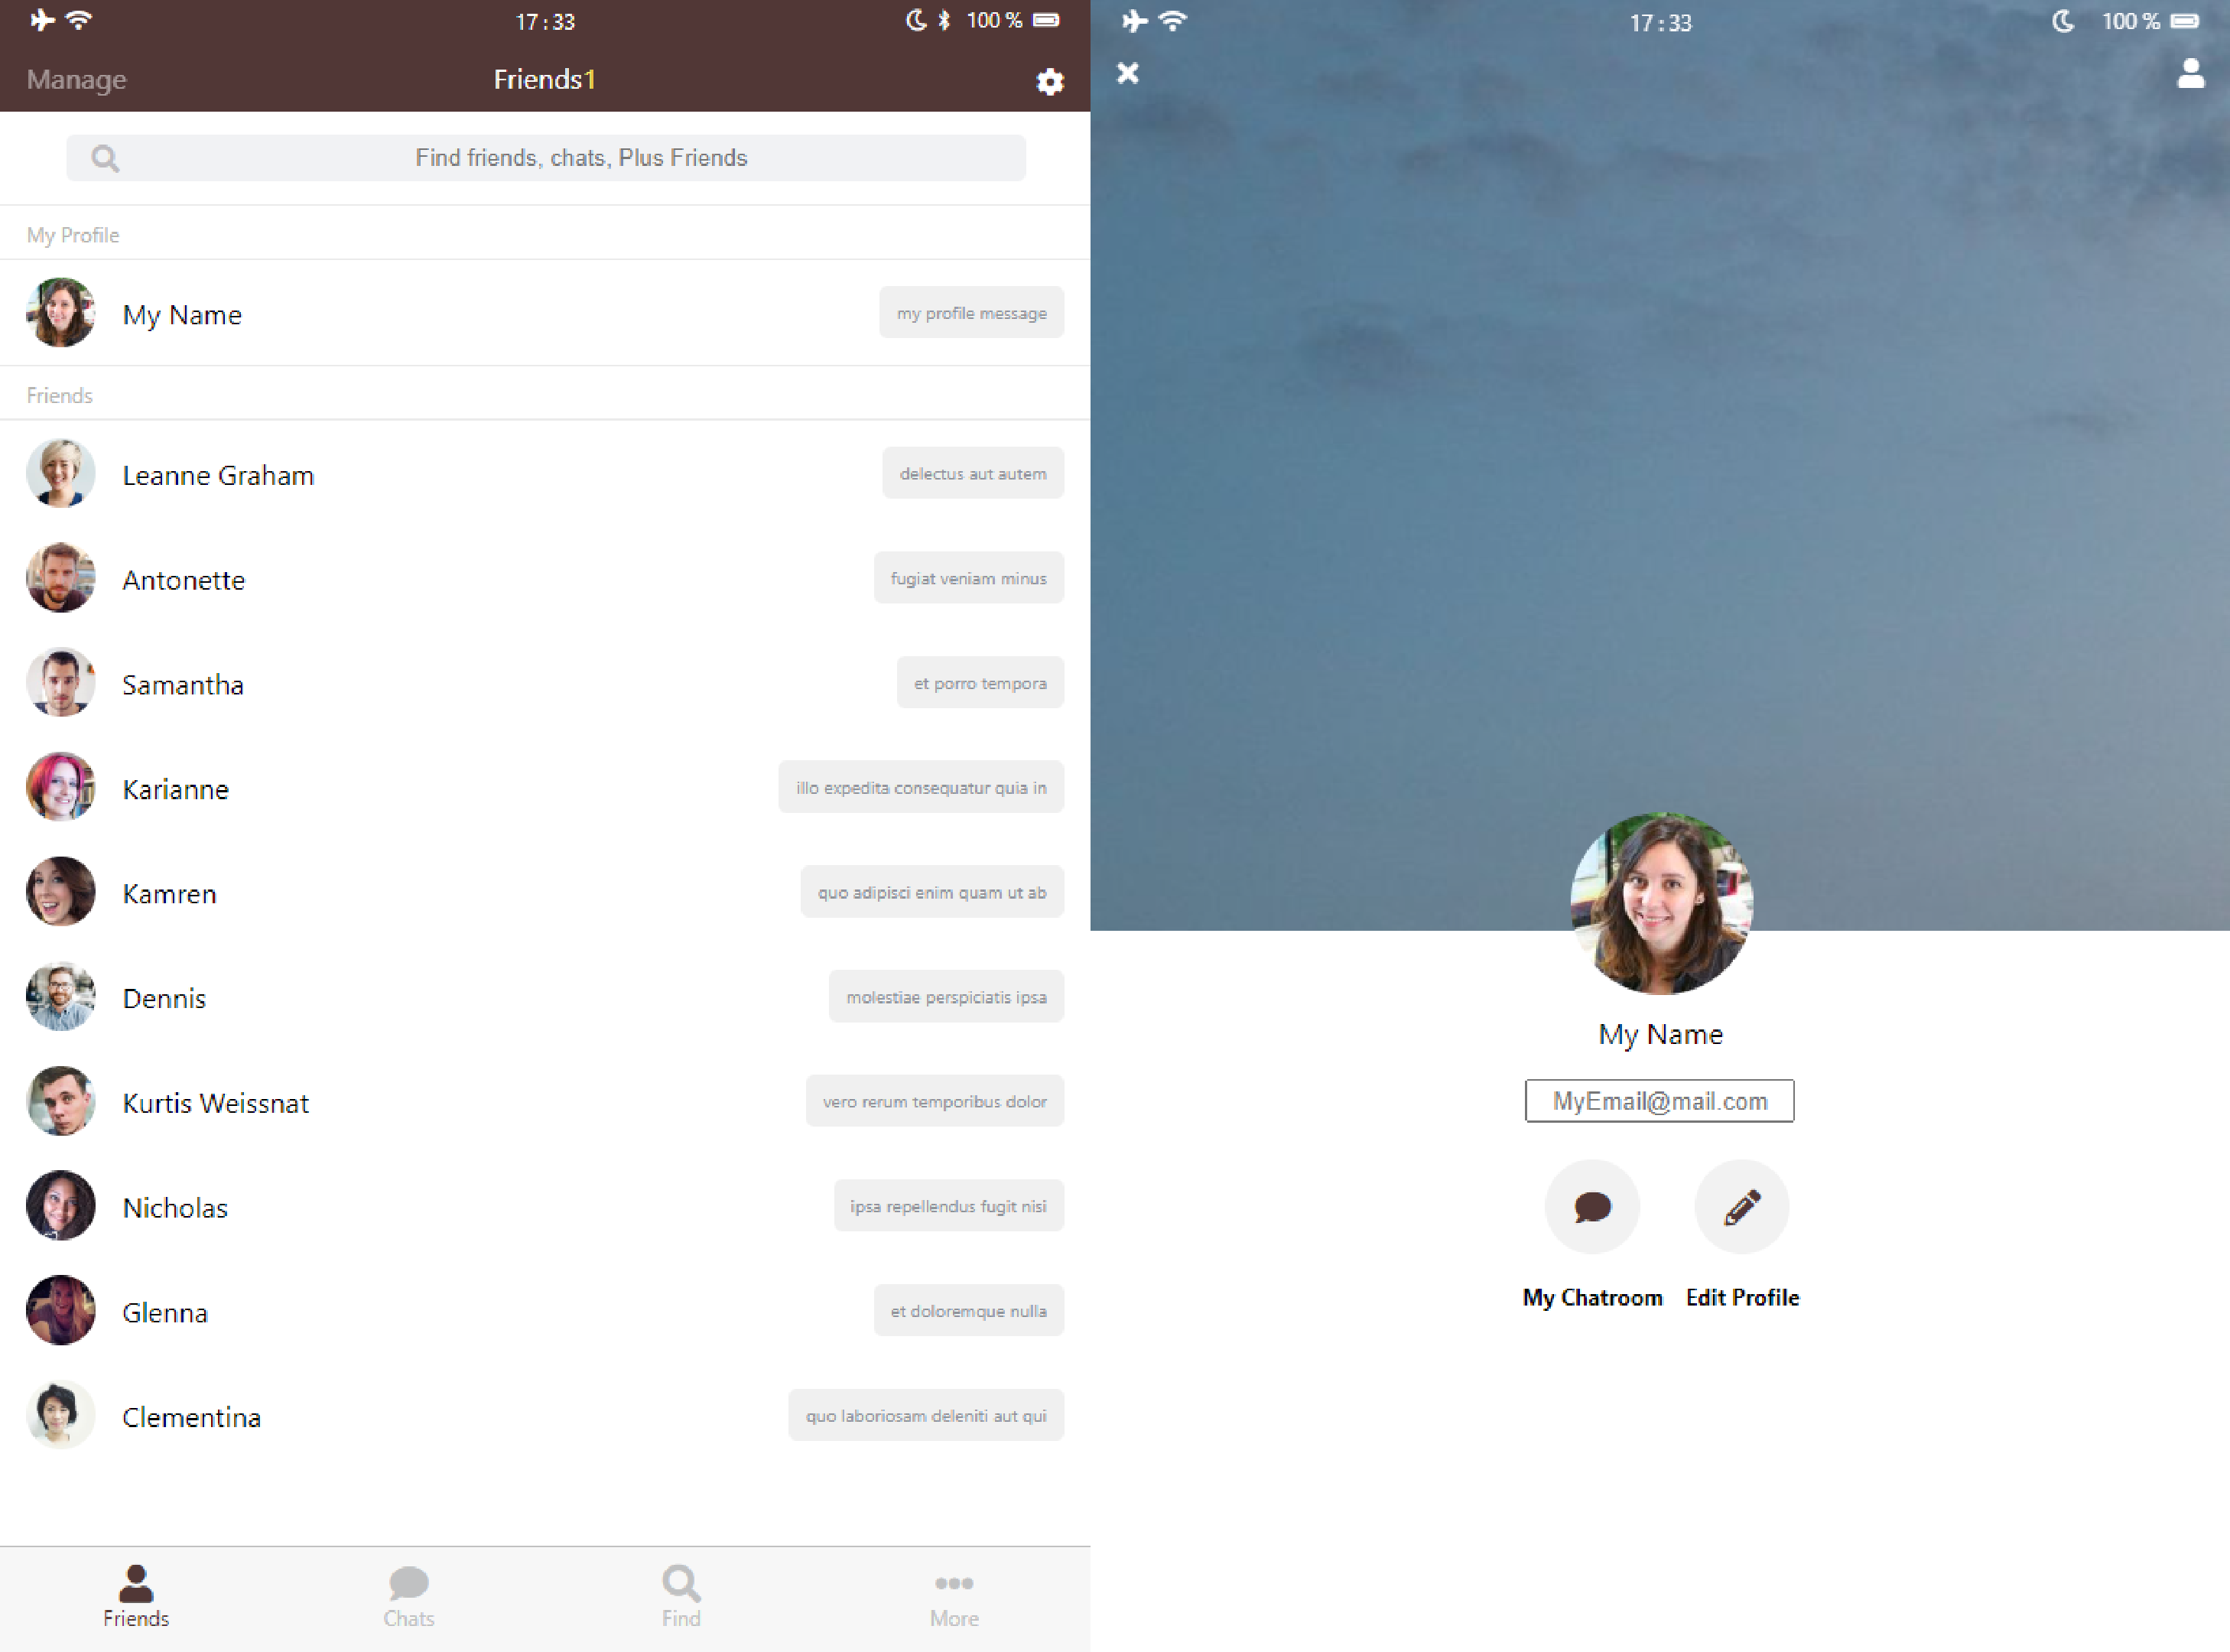 17 : 33
100 %
Manage
Friends1
Find friends, chats, Plus Friends
My Profile
My Name
my profile message
Friends
Leanne Graham
delectus aut autem
Antonette
fugiat veniam minus
Samantha
et porro tempora
Karianne
illo expedita consequatur quia in
Kamren
quo adipisci enim quam ut ab
Dennis
molestiae perspiciatis ipsa
Kurtis Weissnat
vero rerum temporibus dolor
Nicholas
ipsa repellendus fugit nisi
Glenna
et doloremque nulla
Clementina
quo laboriosam deleniti aut qui
Friends
Chats
Find
More
17 : 33
100 %
My Name
MyEmail@mail.com
My Chatroom
Edit Profile